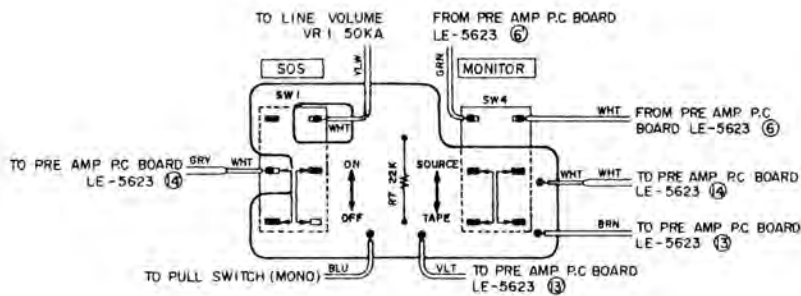 TO LINE VOLUME
VR1 50KA
FROM PRE AMP P.C BOARD
LE-5623 ⑥'
YLW
GRN
SOS
MONITOR
SW1
SW4
WHT
WHT
FROM PRE AMP P.C
BOARD LE-5623 ⑥
TO PRE AMP P.C BOARD
LE-5623 ⑭'
GRY
WHT
ON
OFF
R7 22K
SOURCE
TAPE
WHT
WHT
TO PRE AMP P.C BOARD
LE-5623 ⑭
BRN
TO PRE AMP P.C BOARD
LE-5623 ⑬
TO PULL SWITCH (MONO)
BLU
VLT
TO PRE AMP P.C BOARD
LE-5623 ⑬'